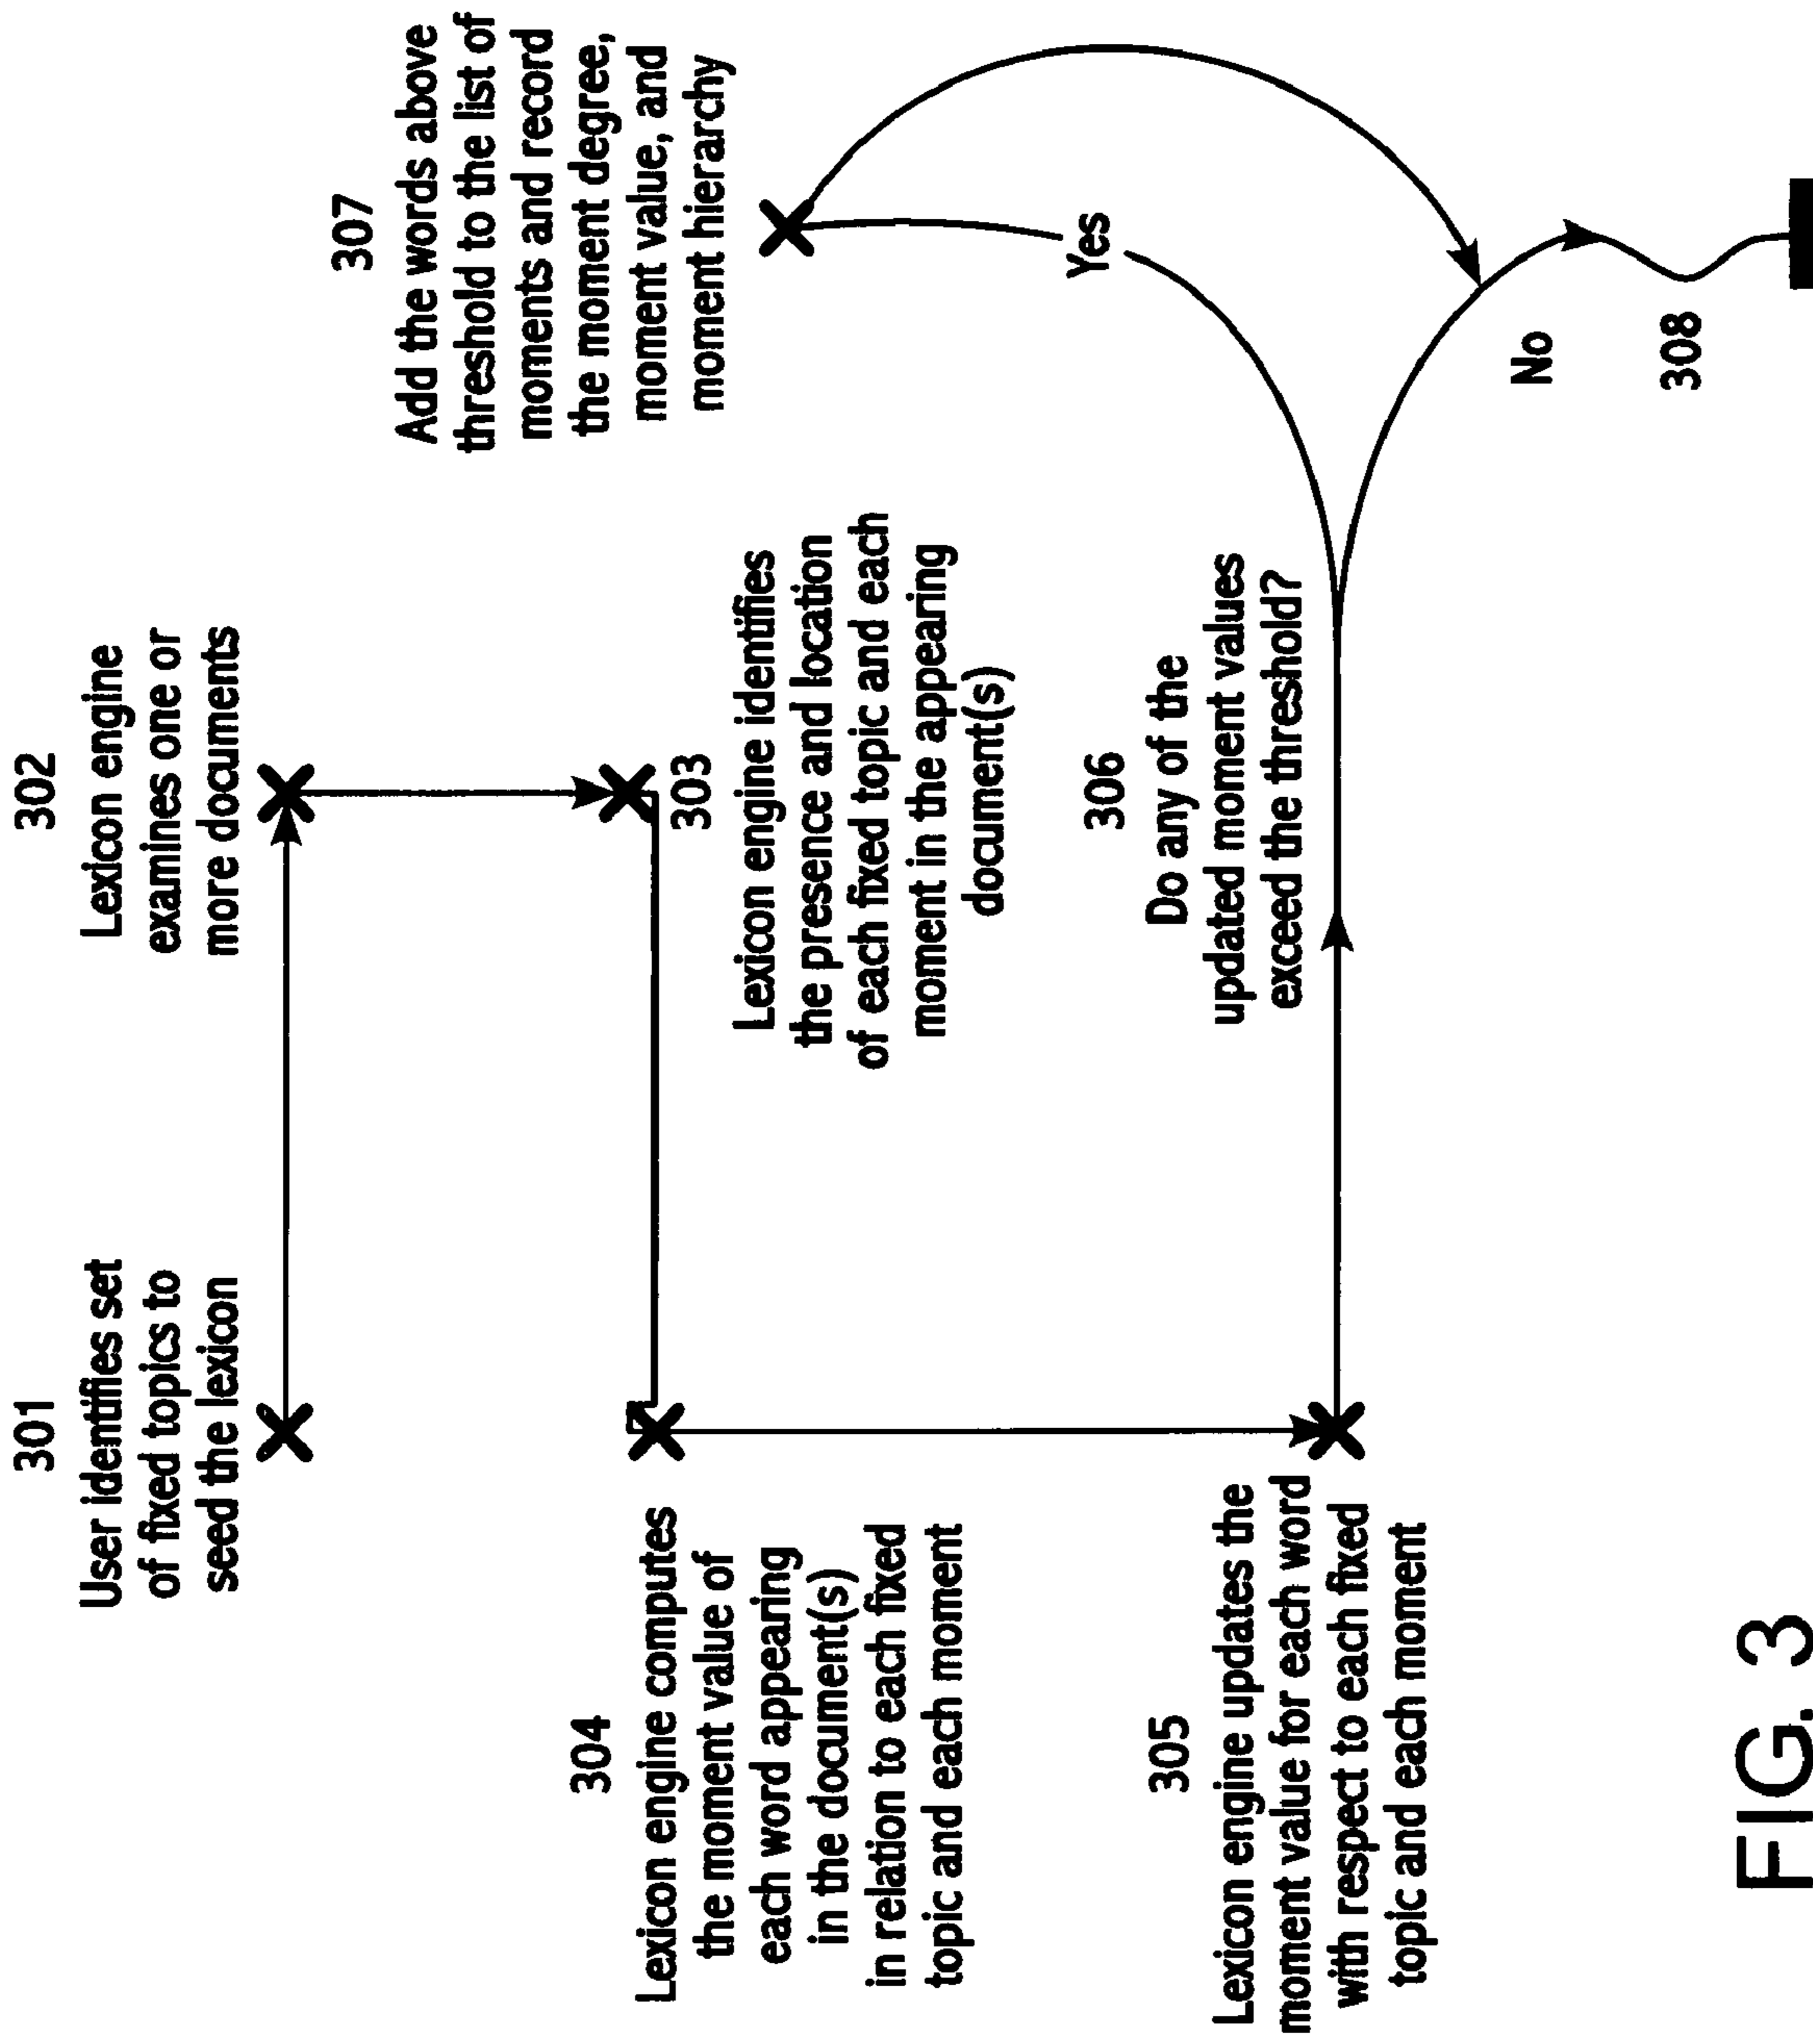 301
User identifies set
of fixed topics to
seed the lexicon
302
Lexicon engine
examines one or
more documents
303
Lexicon engine identifies
the presence and location
of each fixed topic and each
moment in the appearing
document(s)
304
Lexicon engine computes
the moment value of
each word appearing
in the document(s)
in relation to each fixed
topic and each moment
305
Lexicon engine updates the
moment value for each word
with respect to each fixed
topic and each moment
306
Do any of the
updated moment values
exceed the threshold?
307
Add the words above
threshold to the list of
moments and record
the moment degree,
moment value, and
moment hierarchy
Yes
No
308
FIG. 3